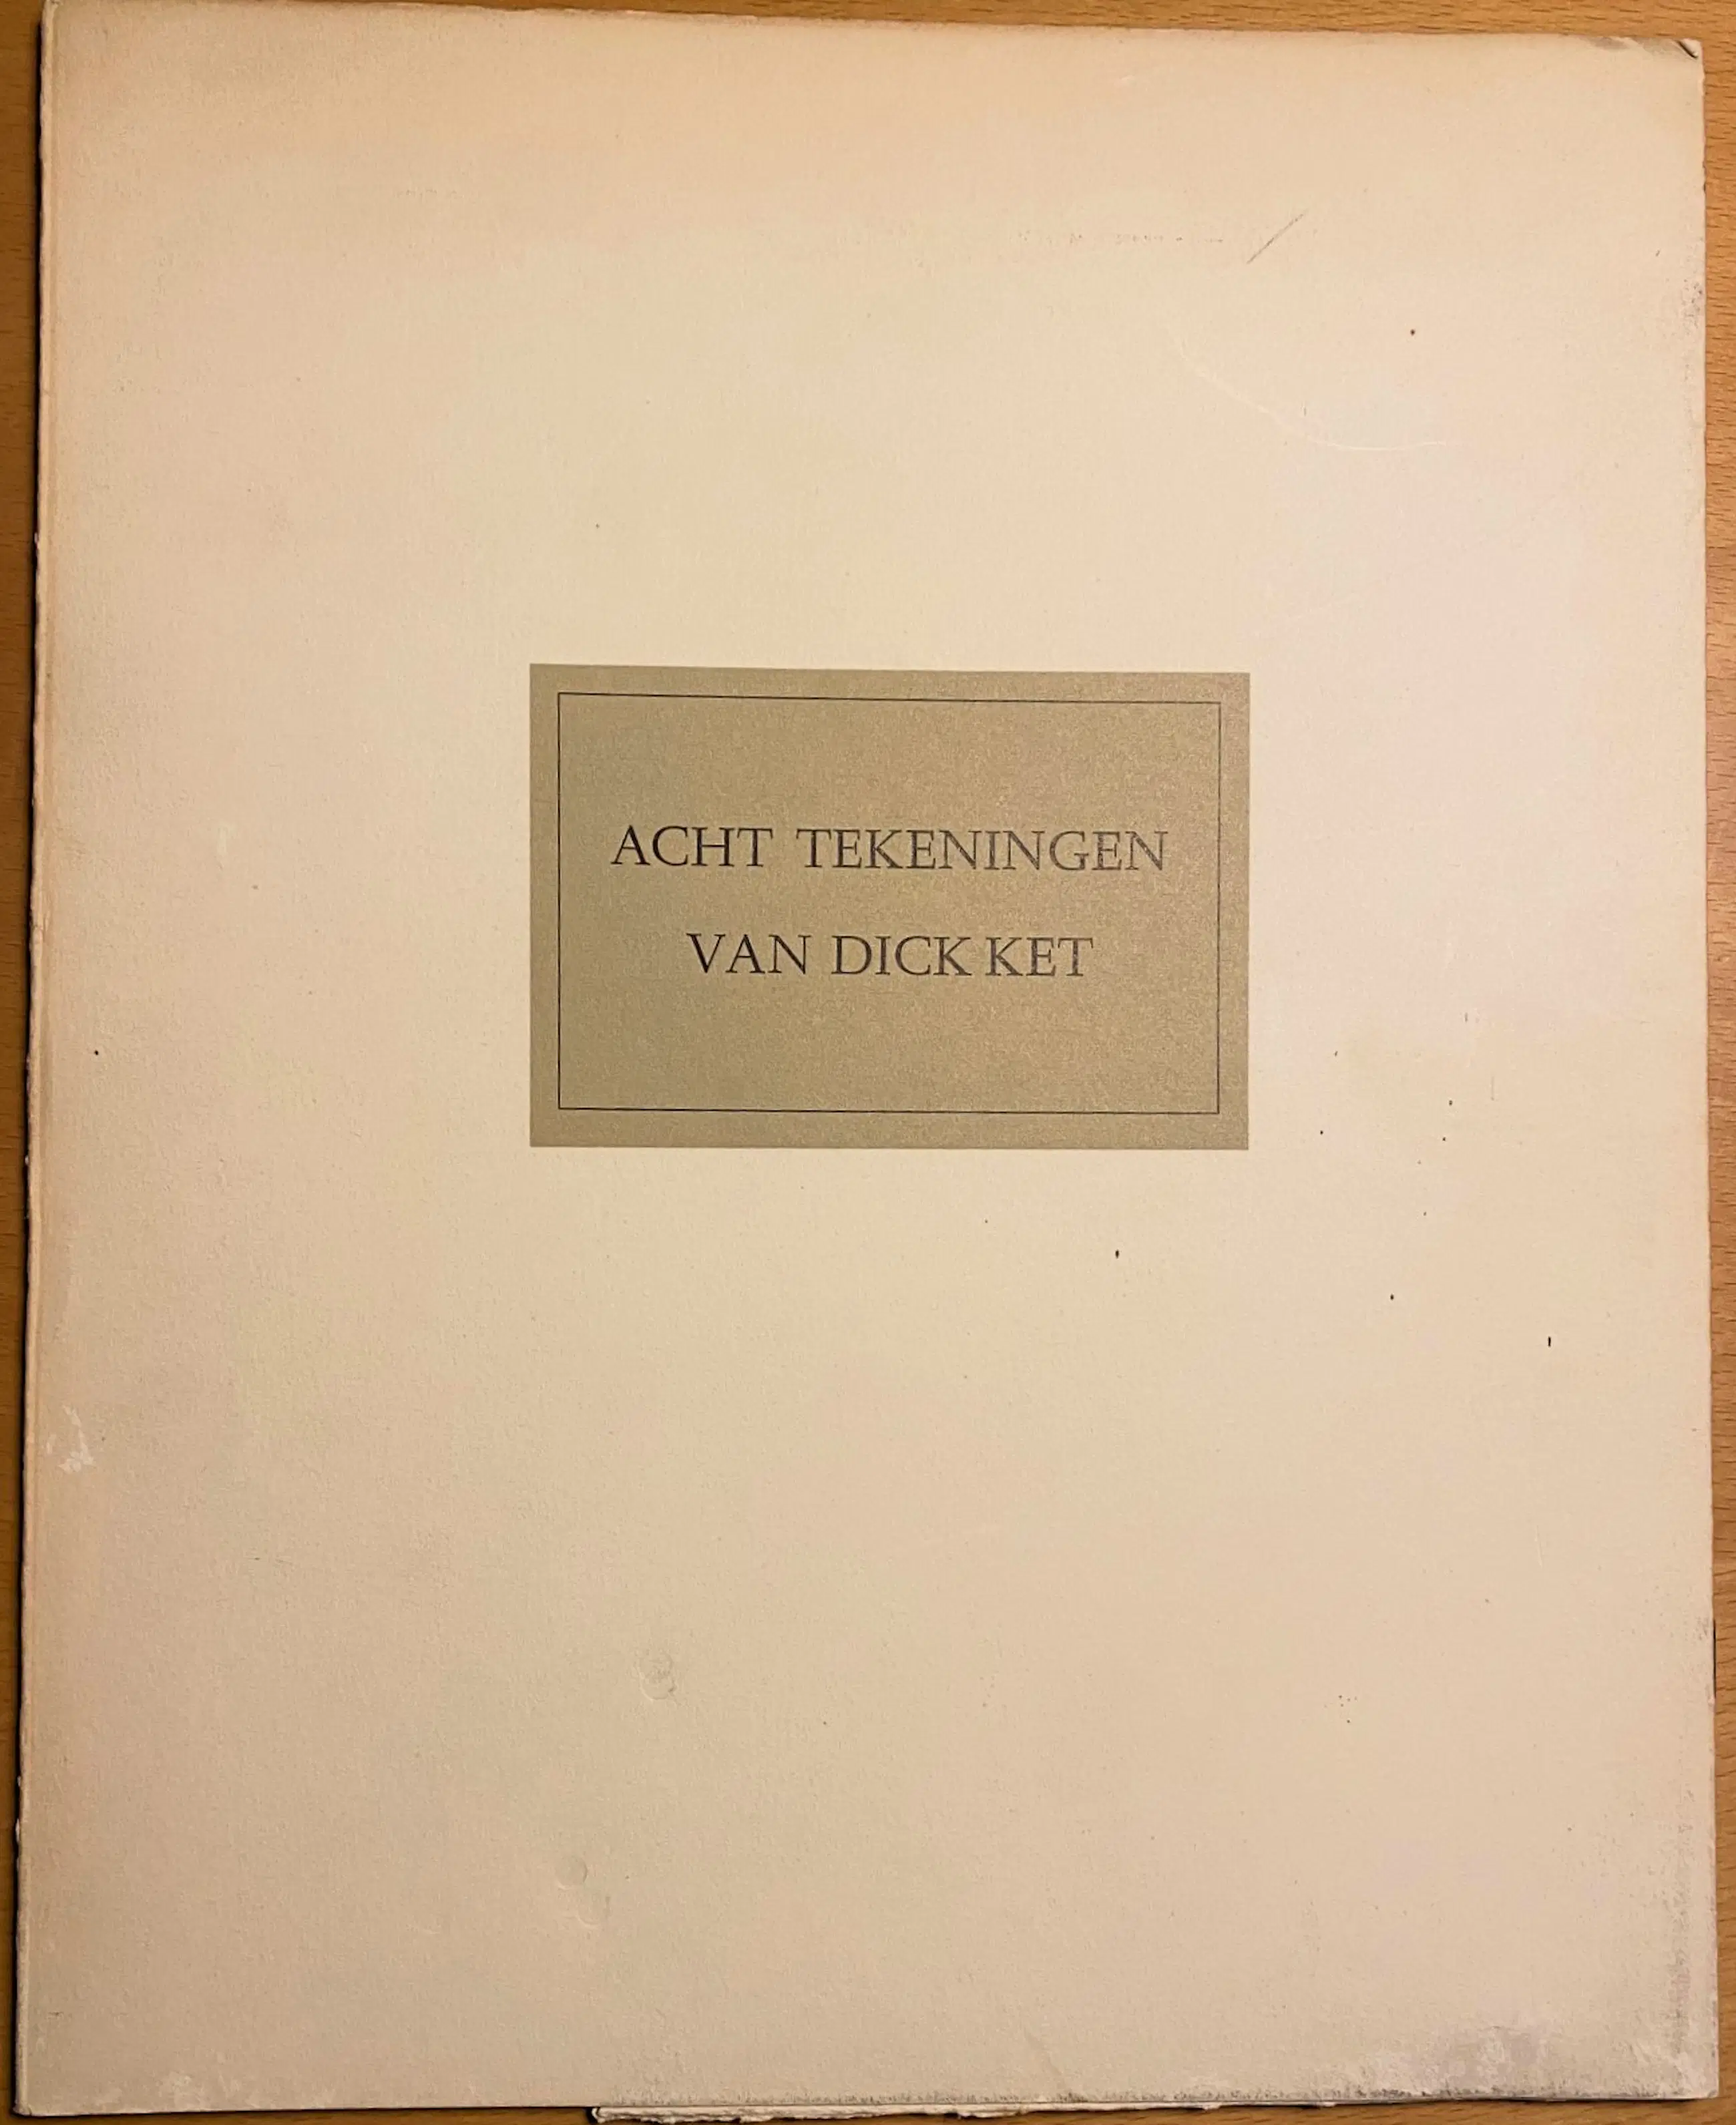 ACHT TEKENINGEN
VAN DICK KET